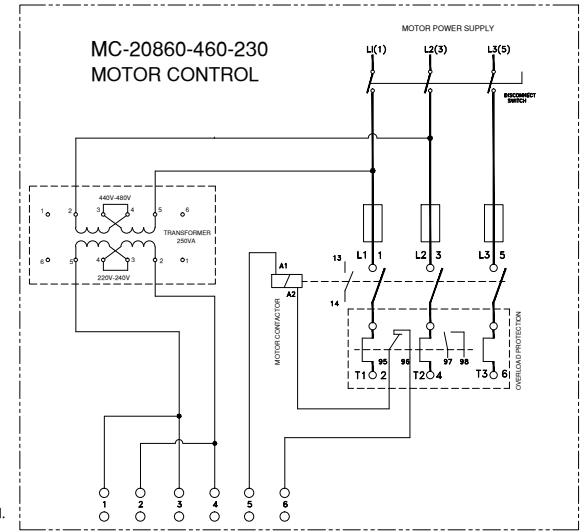 MOTOR POWER SUPPLY
MC-20860-460-230
MOTOR CONTROL
L1(1) L2(3) L3(5)
DISCONNECT
SWITCH
440V-480V
1 2 3 4 5 6
TRANSFORMER
250VA
6 5 4 3 2 1
220V-240V
A1
A2
MOTOR CONTACTOR
13
14
L1 1 L2 3 L3 5
95 96 97 98
T1 2 T2 4 T3 6
OVERLOAD PROTECTION
1 2 3 4 5 6